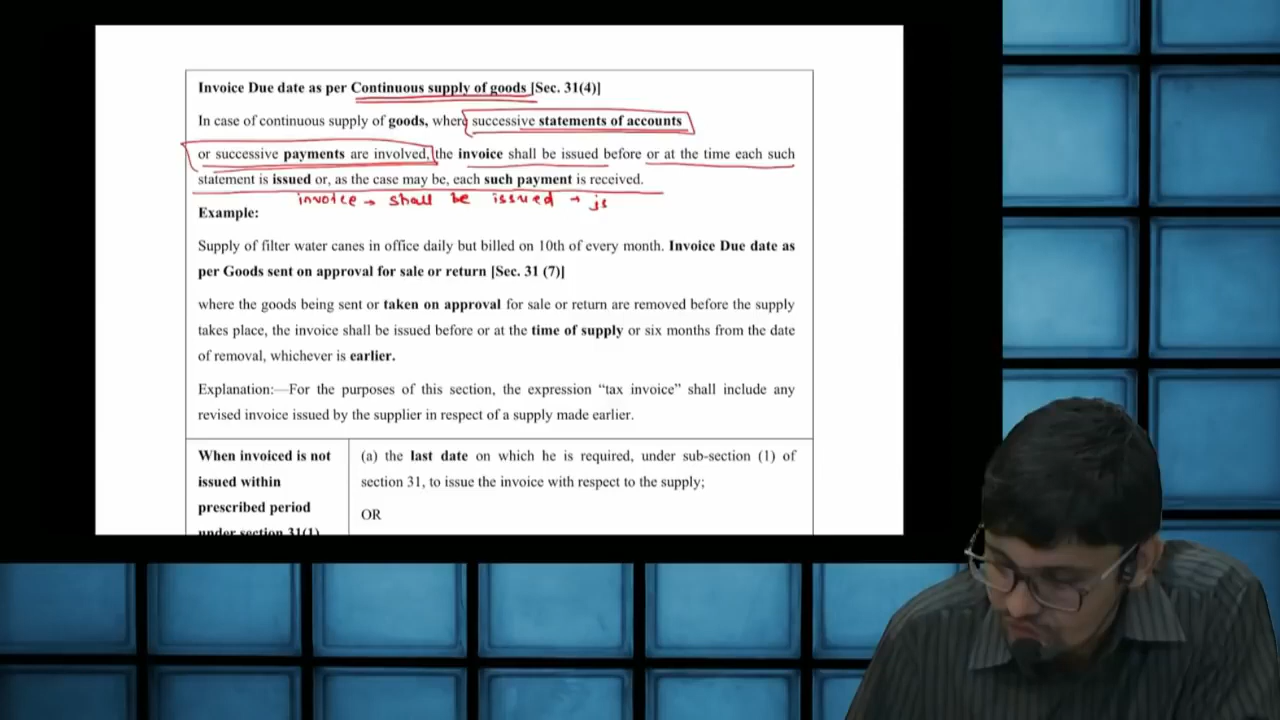 Invoice Due date as per Continuous supply of goods [Sec. 31(4)]
In case of continuous supply of goods, where successive statements of accounts
or successive payments are involved, the invoice shall be issued before or at the time each such
statement is issued or, as the case may be, each such payment is received.
invoice → shall be issued → is
Example:
Supply of filter water canes in office daily but billed on 10th of every month. Invoice Due date as
per Goods sent on approval for sale or return [Sec. 31 (7)]
where the goods being sent or taken on approval for sale or return are removed before the supply
takes place, the invoice shall be issued before or at the time of supply or six months from the date
of removal, whichever is earlier.
Explanation:—For the purposes of this section, the expression “tax invoice” shall include any
revised invoice issued by the supplier in respect of a supply made earlier.
When invoiced is not
issued within
prescribed period
under section 31(1)
(a) the last date on which he is required, under sub-section (1) of
section 31, to issue the invoice with respect to the supply;
OR